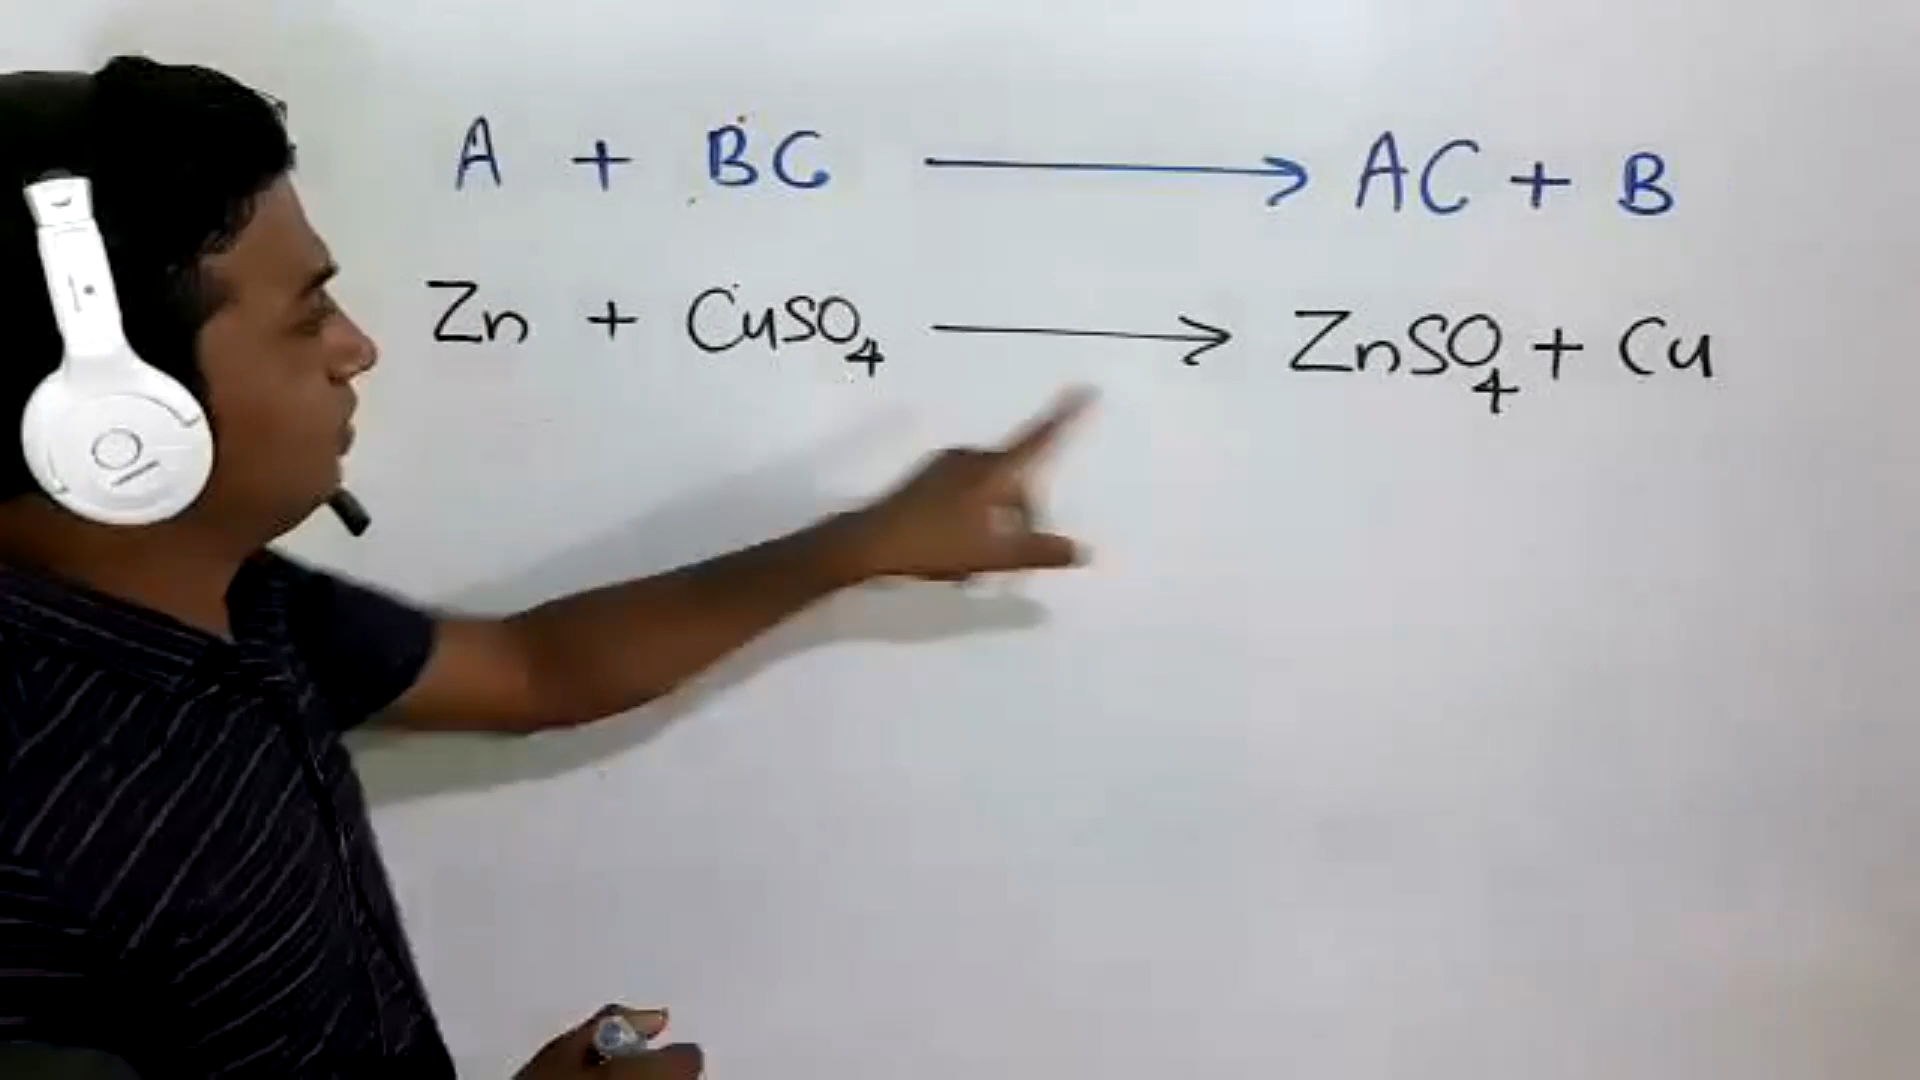 A + BC ⟶ AC + B
Zn + CuSO₄ ⟶ ZnSO₄ + Cu